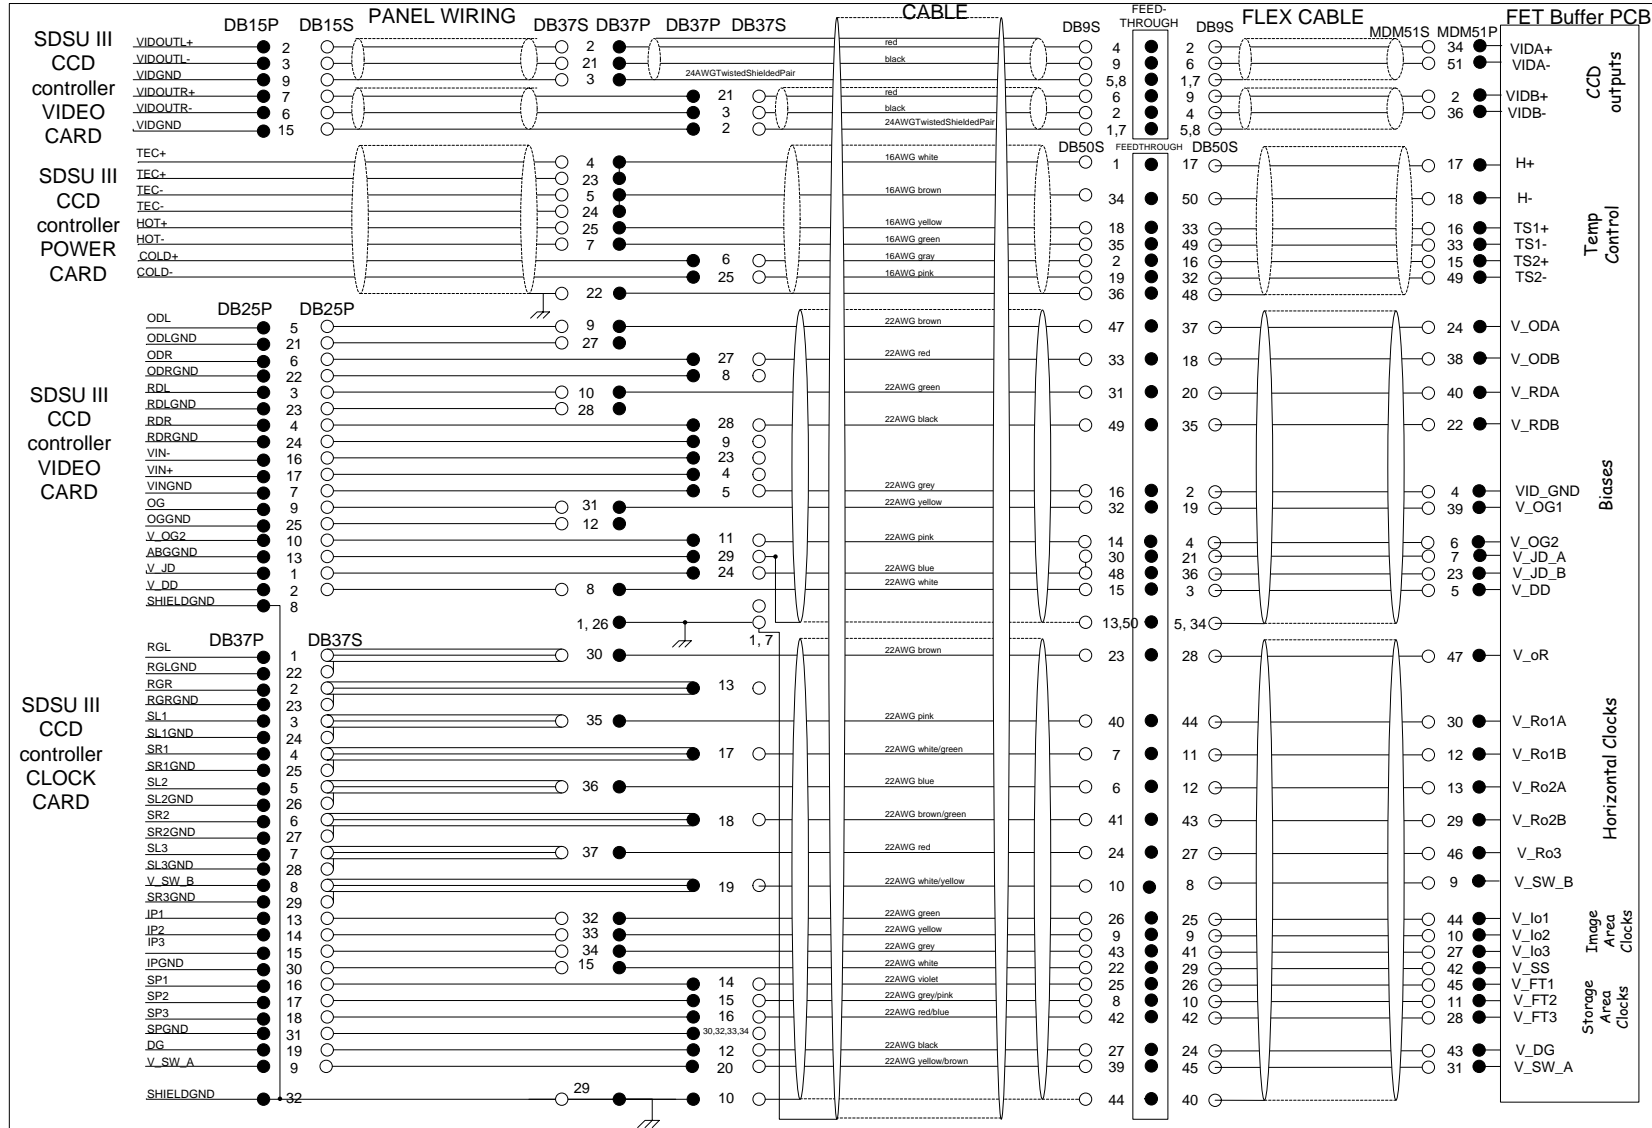 PANEL WIRING CABLE FLEX CABLE FET Buffer PCB
DB15P DB15S DB37S DB37P DB37P DB37S DB9S FEED-THROUGH DB9S MDM51S MDM51P
SDSU III
CCD
controller
VIDEO
CARD
VIDOUTL+ 2 2 red 4 2 34 VIDA+
VIDOUTL- 3 21 black 9 6 51 VIDA-
VIDGND 9 3 24AWGTwistedShieldedPair 5,8 1,7
VIDOUTR+ 7 21 red 6 9 2 VIDB+
VIDOUTR- 6 3 black 2 4 36 VIDB-
VIDGND 15 2 24AWGTwistedShieldedPair 1,7 5,8
CCD
outputs
DB50S FEEDTHROUGH DB50S
SDSU III
CCD
controller
POWER
CARD
TEC+ 4 16AWG white 1 17 17 H+
TEC+ 23
TEC- 5 16AWG brown 34 50 18 H-
TEC- 24
HOT+ 25 16AWG yellow 18 33 16 TS1+
HOT- 7 16AWG green 35 49 33 TS1-
COLD+ 6 16AWG gray 2 16 15 TS2+
COLD- 25 16AWG pink 19 32 49 TS2-
22 36 48
Temp
Control
DB25P DB25P
SDSU III
CCD
controller
VIDEO
CARD
ODL 5 9 22AWG brown 47 37 24 V_ODA
ODLGND 21 27
ODR 6 27 22AWG red 33 18 38 V_ODB
ODRGND 22 8
RDL 3 10 22AWG green 31 20 40 V_RDA
RDLGND 23 28
RDR 4 28 22AWG black 49 35 22 V_RDB
RDRGND 24 9
VIN- 16 23
VIN+ 17 4
VINGND 7 5 22AWG grey 16 2 4 VID_GND
OG 9 31 22AWG yellow 32 19 39 V_OG1
OGGND 25 12
V_OG2 10 11 22AWG pink 14 4 6 V_OG2
ABGGND 13 29 30 21 7 V_JD_A
V_JD 1 24 22AWG blue 48 36 23 V_JD_B
V_DD 2 8 22AWG white 15 3 5 V_DD
SHIELDGND 8
1, 26 1, 7 13,50 5, 34
Biases
DB37P DB37S
SDSU III
CCD
controller
CLOCK
CARD
RGL 1 30 22AWG brown 23 28 47 V_oR
RGLGND 22
RGR 2 13
RGRGND 23
SL1 3 35 22AWG pink 40 44 30 V_Ro1A
SL1GND 24
SR1 4 17 22AWG white/green 7 11 12 V_Ro1B
SR1GND 25
SL2 5 36 22AWG blue 6 12 13 V_Ro2A
SL2GND 26
SR2 6 18 22AWG brown/green 41 43 29 V_Ro2B
SR2GND 27
SL3 7 37 22AWG red 24 27 46 V_Ro3
SL3GND 28
V_SW_B 8 19 22AWG white/yellow 10 8 9 V_SW_B
SR3GND 29
Horizontal Clocks
IP1 13 32 22AWG green 26 25 44 V_Io1
IP2 14 33 22AWG yellow 9 9 10 V_Io2
IP3 15 34 22AWG grey 43 41 27 V_Io3
IPGND 30 15 22AWG white 22 29 42 V_SS
Image
Area
Clocks
SP1 16 14 22AWG violet 25 26 45 V_FT1
SP2 17 15 22AWG grey/pink 8 10 11 V_FT2
SP3 18 16 22AWG red/blue 42 42 28 V_FT3
SPGND 31 30,32,33,34
Storage
Area
Clocks
DG 19 12 22AWG black 27 24 43 V_DG
V_SW_A 9 20 22AWG yellow/brown 39 45 31 V_SW_A
SHIELDGND 32 29 10 44 40